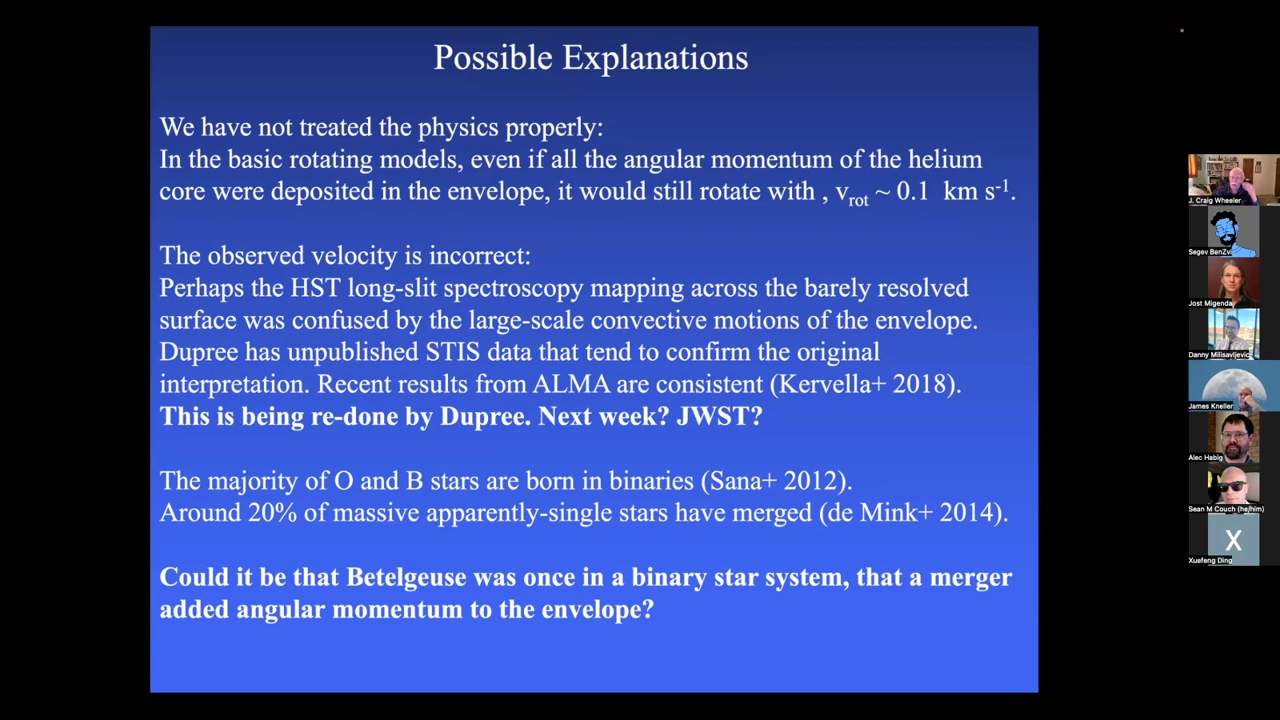 Possible Explanations
We have not treated the physics properly:
In the basic rotating models, even if all the angular momentum of the helium
core were deposited in the envelope, it would still rotate with , vrot ~ 0.1 km s-1.
The observed velocity is incorrect:
Perhaps the HST long-slit spectroscopy mapping across the barely resolved
surface was confused by the large-scale convective motions of the envelope.
Dupree has unpublished STIS data that tend to confirm the original
interpretation. Recent results from ALMA are consistent (Kervella+ 2018).
This is being re-done by Dupree. Next week? JWST?
The majority of O and B stars are born in binaries (Sana+ 2012).
Around 20% of massive apparently-single stars have merged (de Mink+ 2014).
Could it be that Betelgeuse was once in a binary star system, that a merger
added angular momentum to the envelope?
J. Craig Wheeler
Segev BenZvi
Jost Migenda
Danny Milisavljevic
James Kneller
Alec Habig
Sean M Couch (he/him)
X
Xuefeng Ding